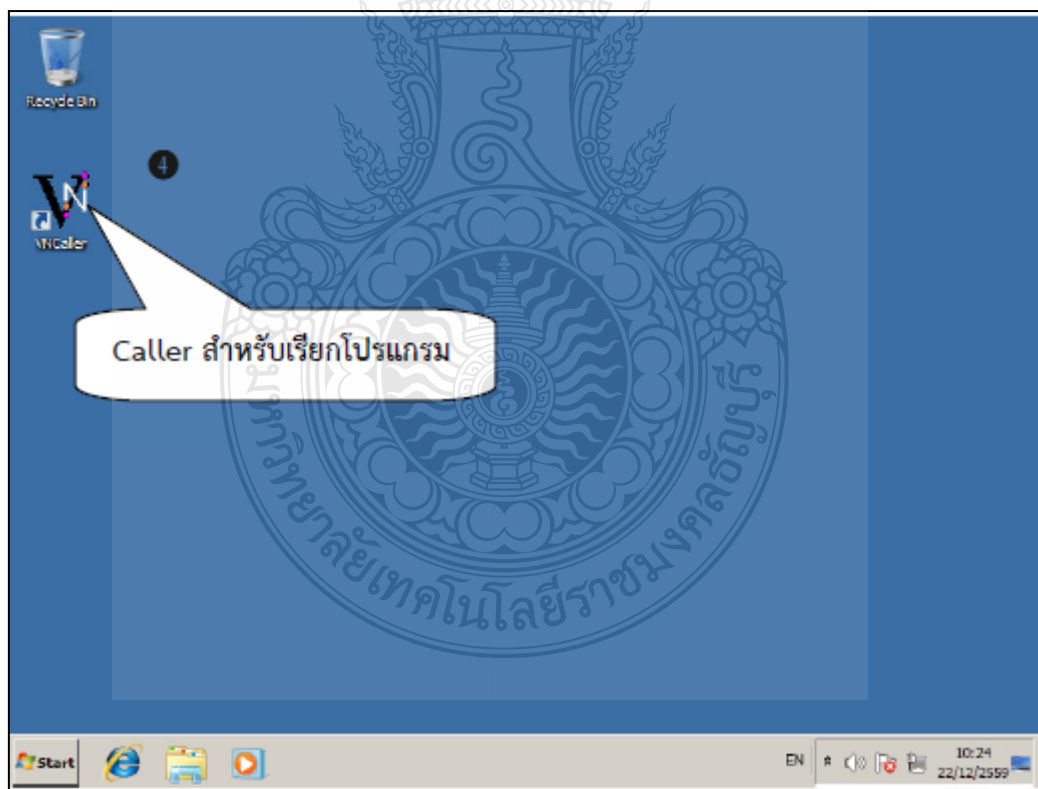 Recycle Bin
4
VNCaller
Caller สำหรับเรียกโปรแกรม
มหาวิทยาลัยเทคโนโลยีราชมงคลธัญบุรี
Start
EN
10:24
22/12/2559